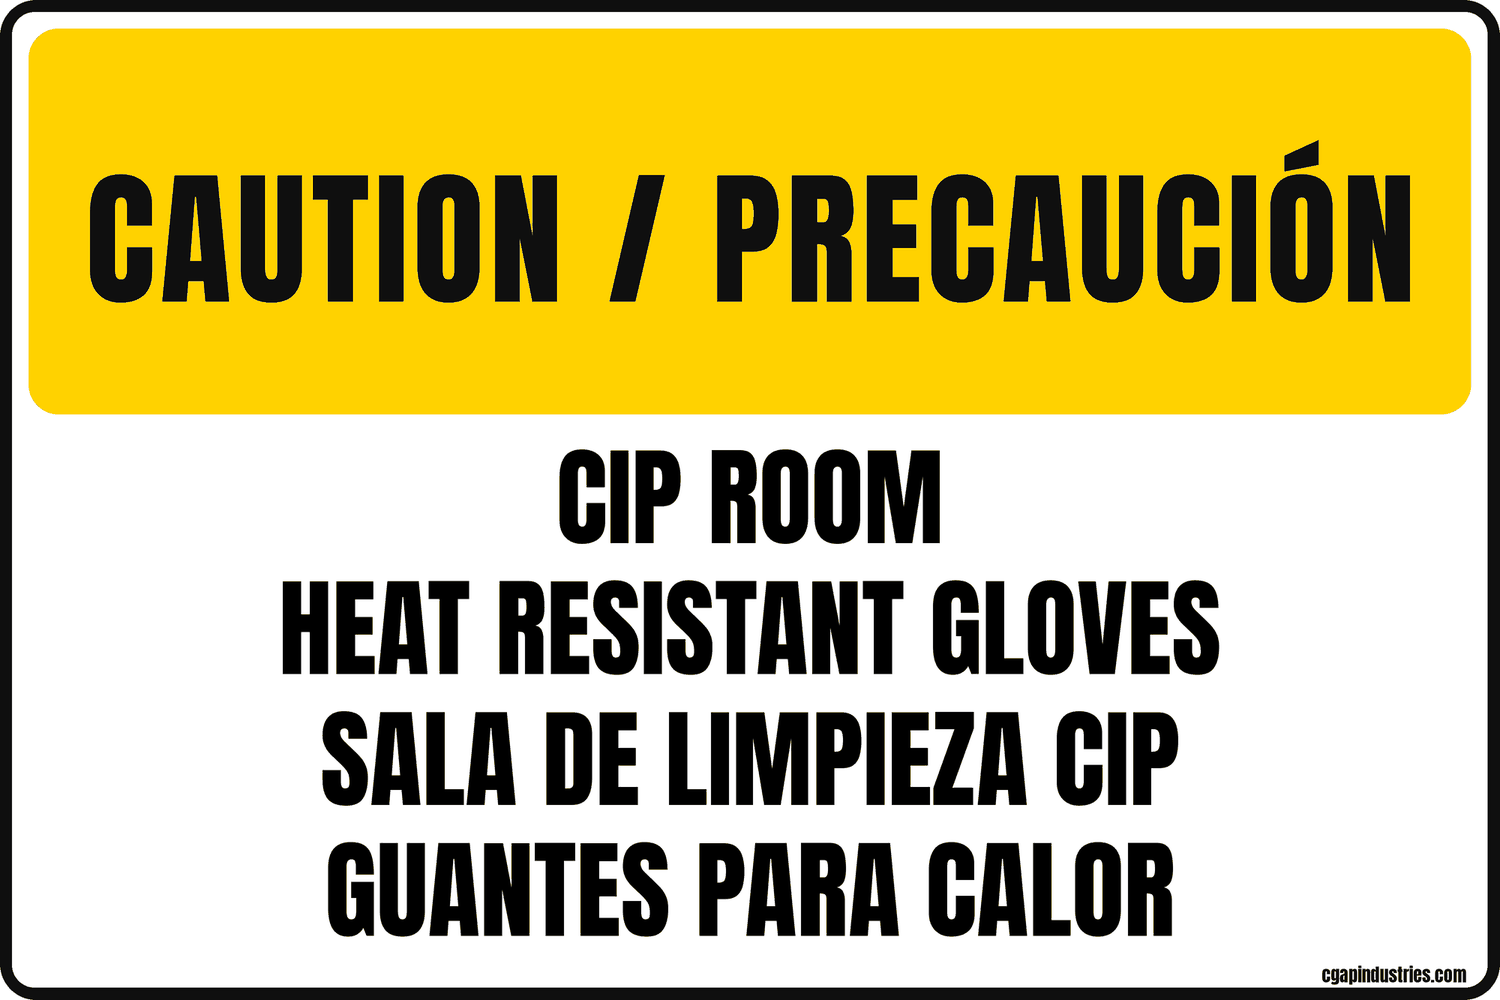 CAUTION / PRECAUCIÓN
CIP ROOM
HEAT RESISTANT GLOVES
SALA DE LIMPIEZA CIP
GUANTES PARA CALOR
cgapindustries.com